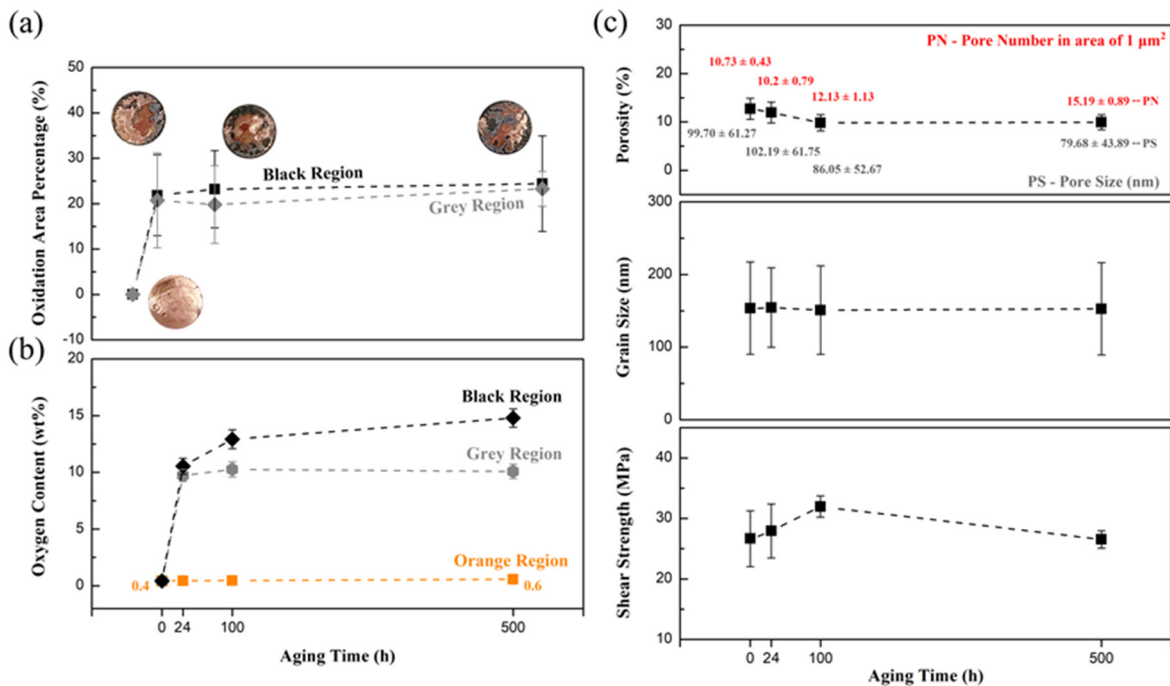 (a)
Oxidation Area Percentage (%)
50
40
30
20
10
0
-10
Black Region
Grey Region
(b)
Oxygen Content (wt%)
20
15
10
5
0
Black Region
Grey Region
Orange Region
0.4
0.6
0
24
100
500
Aging Time (h)
(c)
Porosity (%)
30
20
10
0
PN - Pore Number in area of 1 μm²
10.73 ± 0.43
10.2 ± 0.79
12.13 ± 1.13
15.19 ± 0.89 -- PN
99.70 ± 61.27
102.19 ± 61.75
86.05 ± 52.67
79.68 ± 43.89 -- PS
PS - Pore Size (nm)
Grain Size (nm)
300
200
100
0
Shear Strength (MPa)
40
30
20
10
0
24
100
500
Aging Time (h)